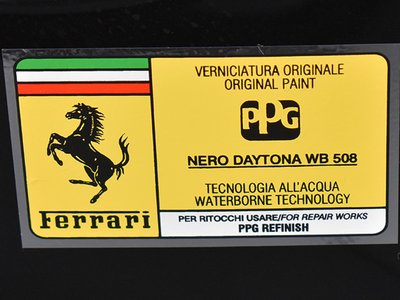 VERNICIATURA ORIGINALE
ORIGINAL PAINT
PPG
NERO DAYTONA WB 508
TECNOLOGIA ALL'ACQUA
WATERBORNE TECHNOLOGY
Ferrari
PER RITOCCHI USARE/FOR REPAIR WORKS
PPG REFINISH